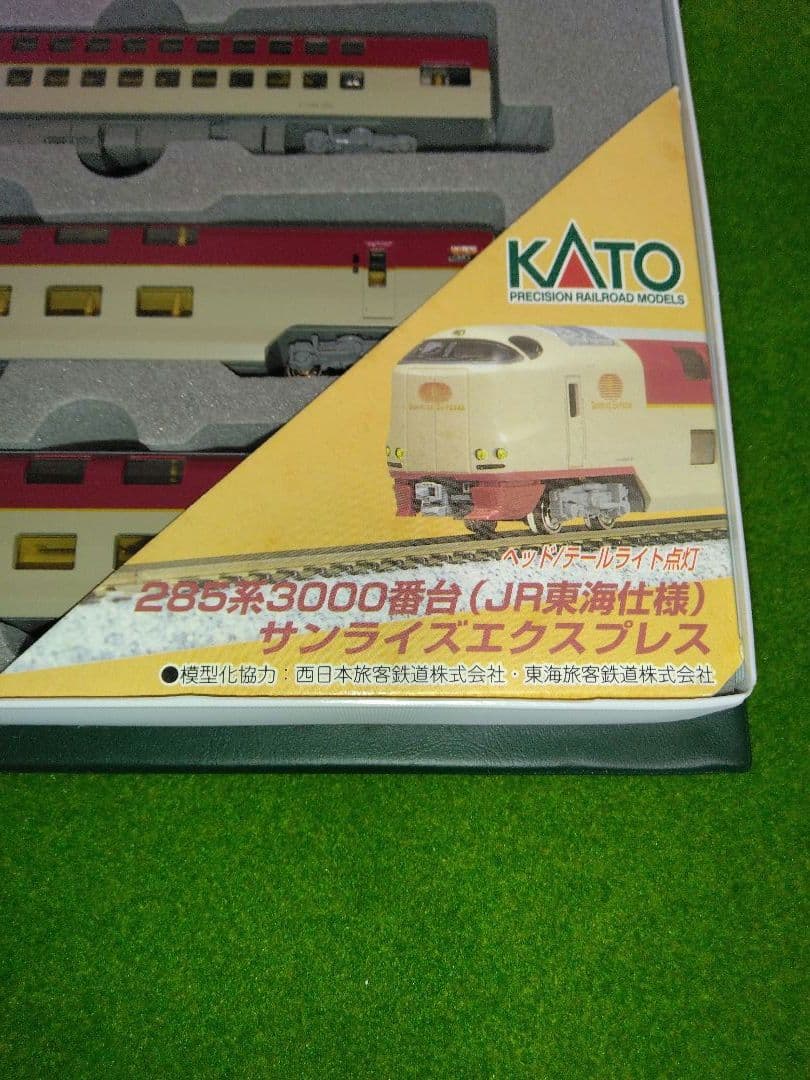 KATO
PRECISION RAILROAD MODELS
ヘッド/テールライト点灯
285系3000番台(JR東海仕様)
サンライズエクスプレス
●模型化協力：西日本旅客鉄道株式会社・東海旅客鉄道株式会社